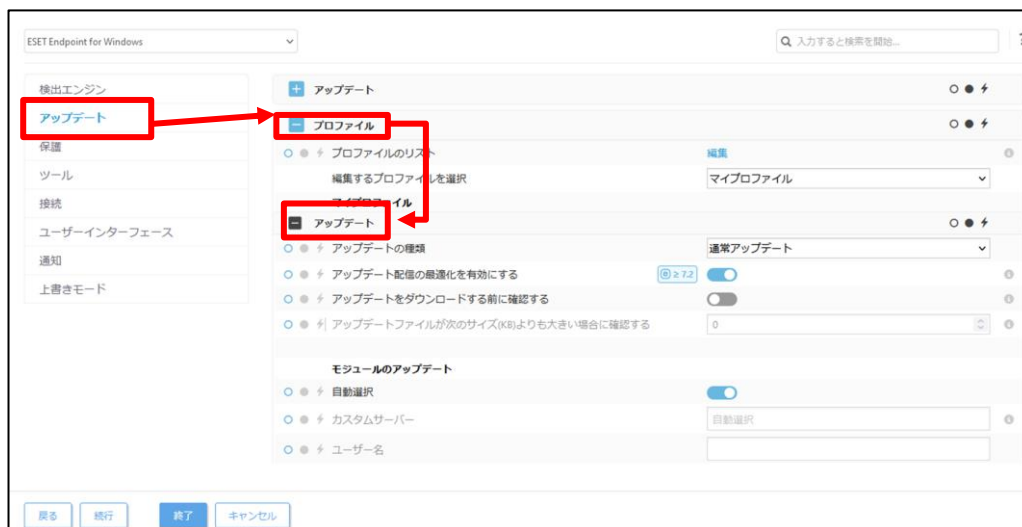 ESET Endpoint for Windows
入力すると検索を開始...
?
検出エンジン
アップデート
保護
ツール
接続
ユーザーインターフェース
通知
上書きモード
アップデート
プロファイル
プロファイルのリスト 編集
編集するプロファイルを選択 マイプロファイル
マイプロファイル
アップデート
アップデートの種類 通常アップデート
アップデート配信の最適化を有効にする ≥ 7.2
アップデートをダウンロードする前に確認する
アップデートファイルが次のサイズ(KB)よりも大きい場合に確認する 0
モジュールのアップデート
自動選択
カスタムサーバー 自動選択
ユーザー名
戻る 続行 終了 キャンセル